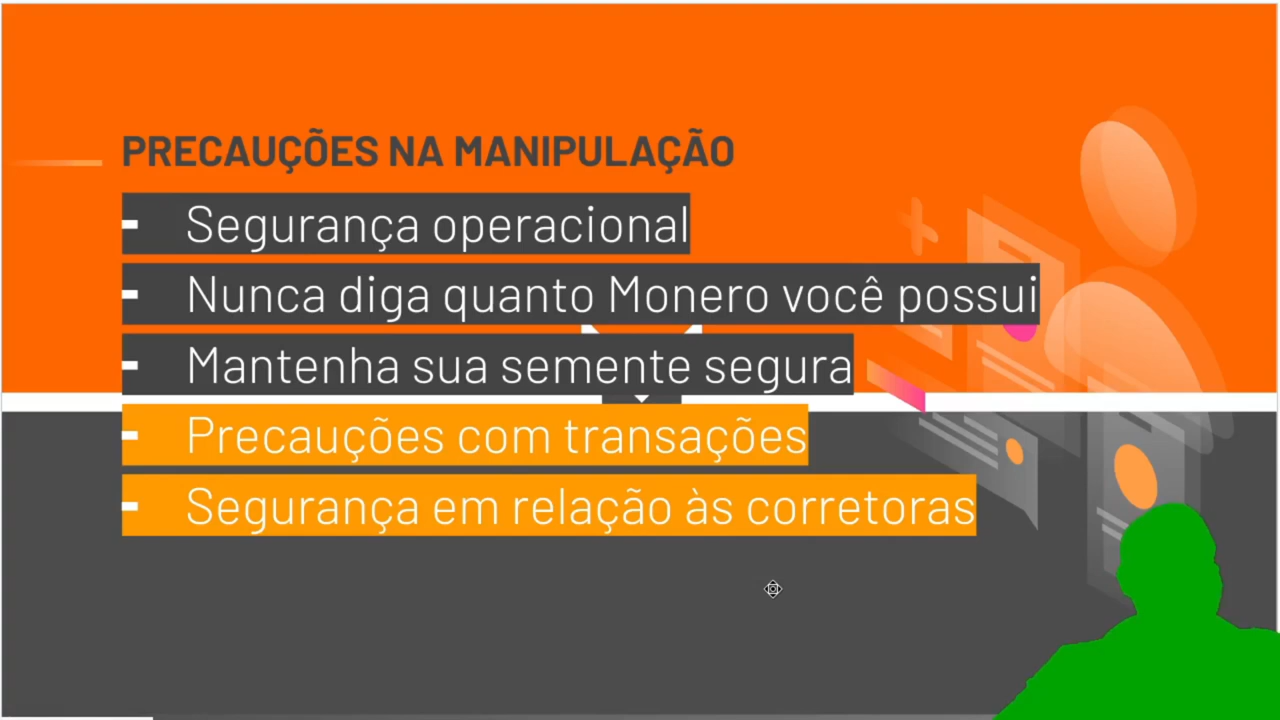 PRECAUÇÕES NA MANIPULAÇÃO
- Segurança operacional
- Nunca diga quanto Monero você possui
- Mantenha sua semente segura
- Precauções com transações
- Segurança em relação às corretoras